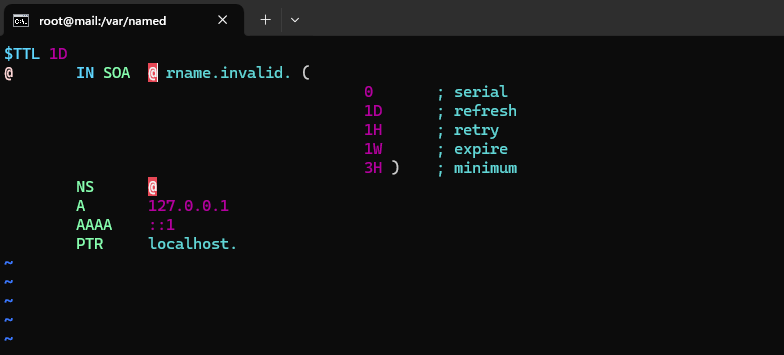 root@mail:/var/named
$TTL 1D
@ IN SOA @ rname.invalid. (
0 ; serial
1D ; refresh
1H ; retry
1W ; expire
3H ) ; minimum
NS @
A 127.0.0.1
AAAA ::1
PTR localhost.
~
~
~
~
~